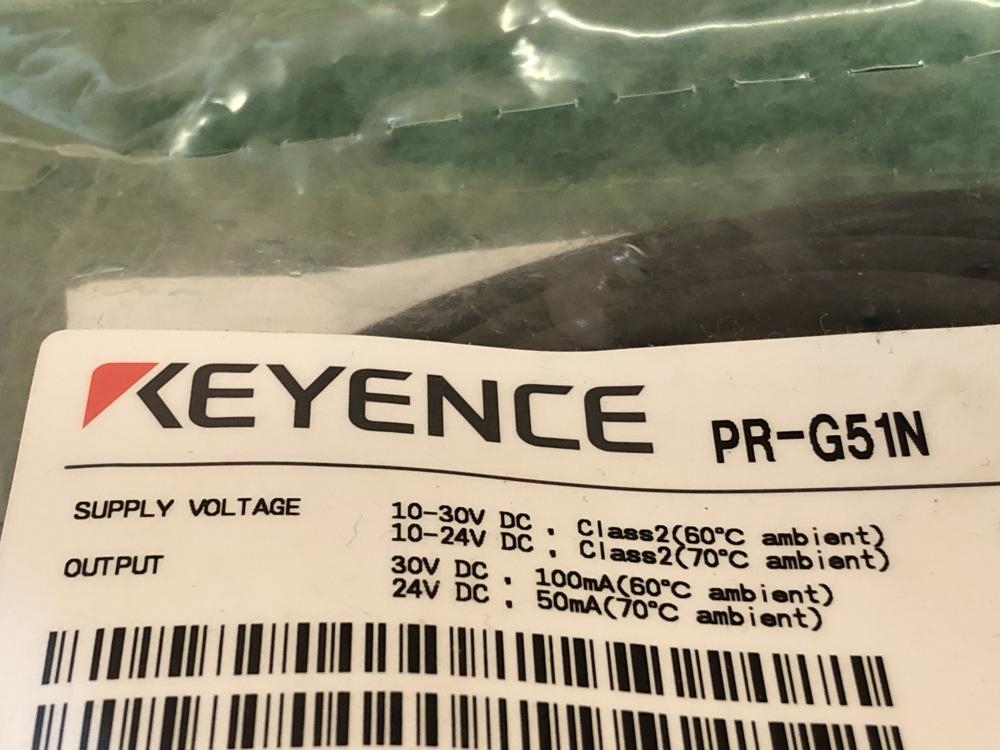 KEYENCE PR-G51N
SUPPLY VOLTAGE 10-30V DC , Class2(60°C ambient)
10-24V DC , Class2(70°C ambient)
OUTPUT 30V DC , 100mA(60°C ambient)
24V DC , 50mA(70°C ambient)